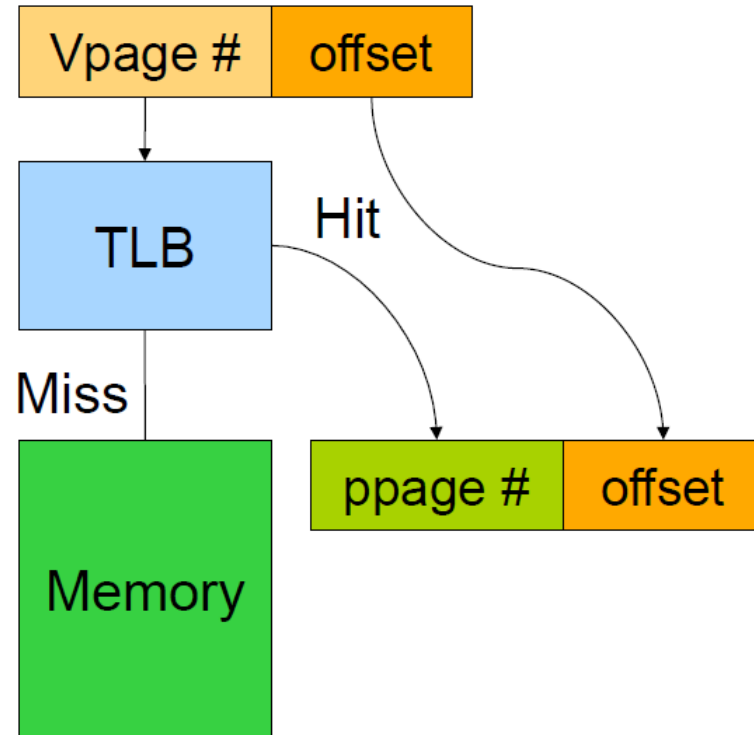 Vpage # offset
TLB
Hit
Miss
ppage # offset
Memory